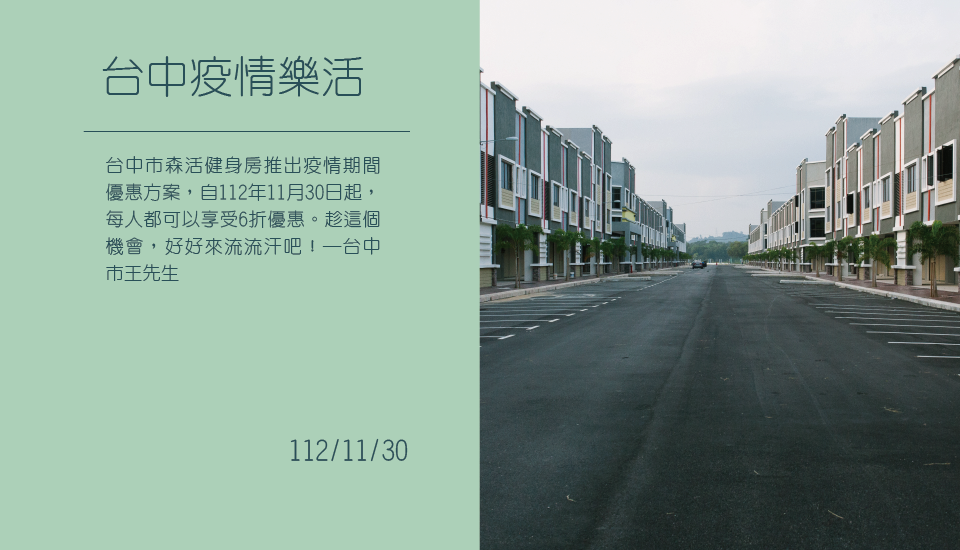 台中疫情樂活
台中市森活健身房推出疫情期間
優惠方案，自112年11月30日起，
每人都可以享受6折優惠。趁這個
機會，好好來流流汗吧！—台中
市王先生
112/11/30